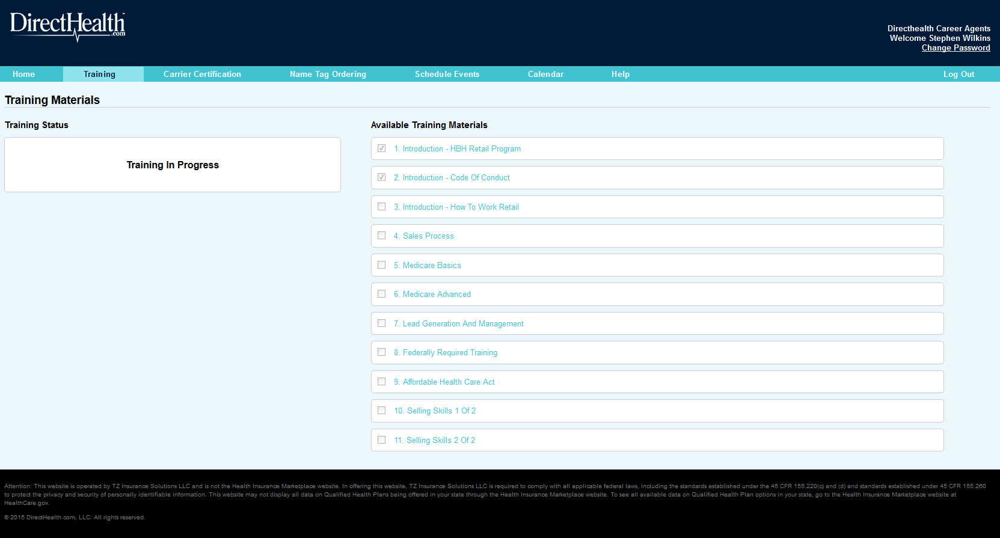 DirectHealth™
.com
Directhealth Career Agents
Welcome Stephen Wilkins
Change Password
Home Training Carrier Certification Name Tag Ordering Schedule Events Calendar Help Log Out
Training Materials
Training Status
Training In Progress
Available Training Materials
1. Introduction - HBH Retail Program
2. Introduction - Code Of Conduct
3. Introduction - How To Work Retail
4. Sales Process
5. Medicare Basics
6. Medicare Advanced
7. Lead Generation And Management
8. Federally Required Training
9. Affordable Health Care Act
10. Selling Skills 1 Of 2
11. Selling Skills 2 Of 2
Attention: This website is operated by TZ Insurance Solutions LLC and is not the Health Insurance Marketplace website. In offering this website, TZ Insurance Solutions LLC is required to comply with all applicable federal laws, including the standards established under the 45 CFR 155.220(c) and (d) and standards established under 45 CFR 155.260
to protect the privacy and security of personally identifiable information. This website may not display all data on Qualified Health Plans being offered in your state through the Health Insurance Marketplace website. To see all available data on Qualified Health Plan options in your state, go to the Health Insurance Marketplace website at
HealthCare.gov.
© 2015 DirectHealth.com, LLC. All rights reserved.